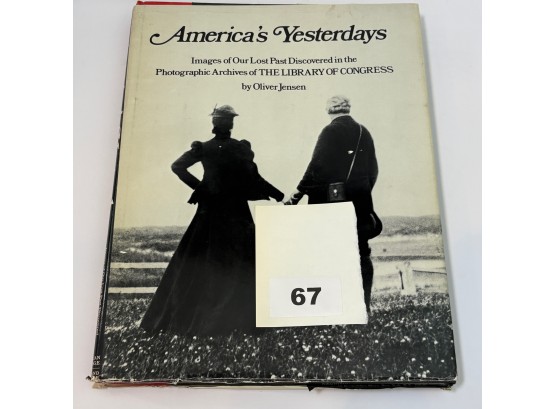 America's Yesterdays
Images of Our Lost Past Discovered in the
Photographic Archives of THE LIBRARY OF CONGRESS
by Oliver Jensen
67